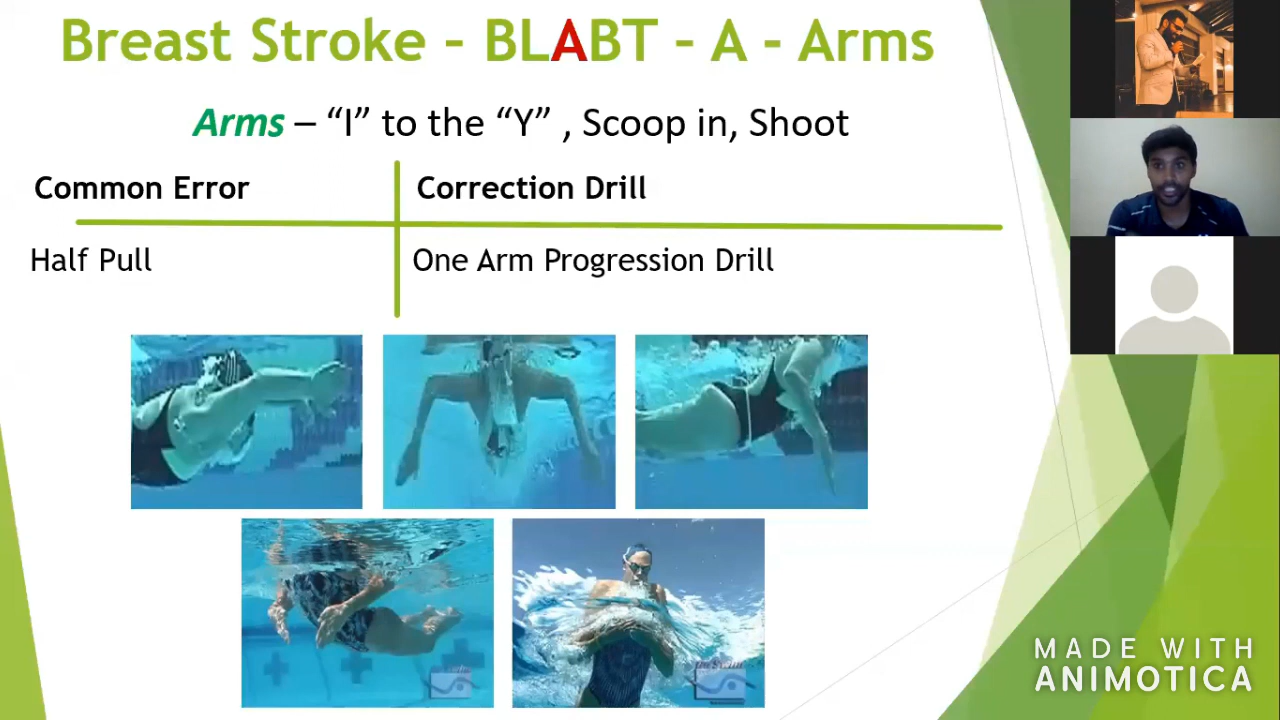 Breast Stroke - BLABT - A - Arms
Arms – “I” to the “Y” , Scoop in, Shoot
Common Error
Correction Drill
Half Pull
One Arm Progression Drill
MADE WITH
ANIMOTICA